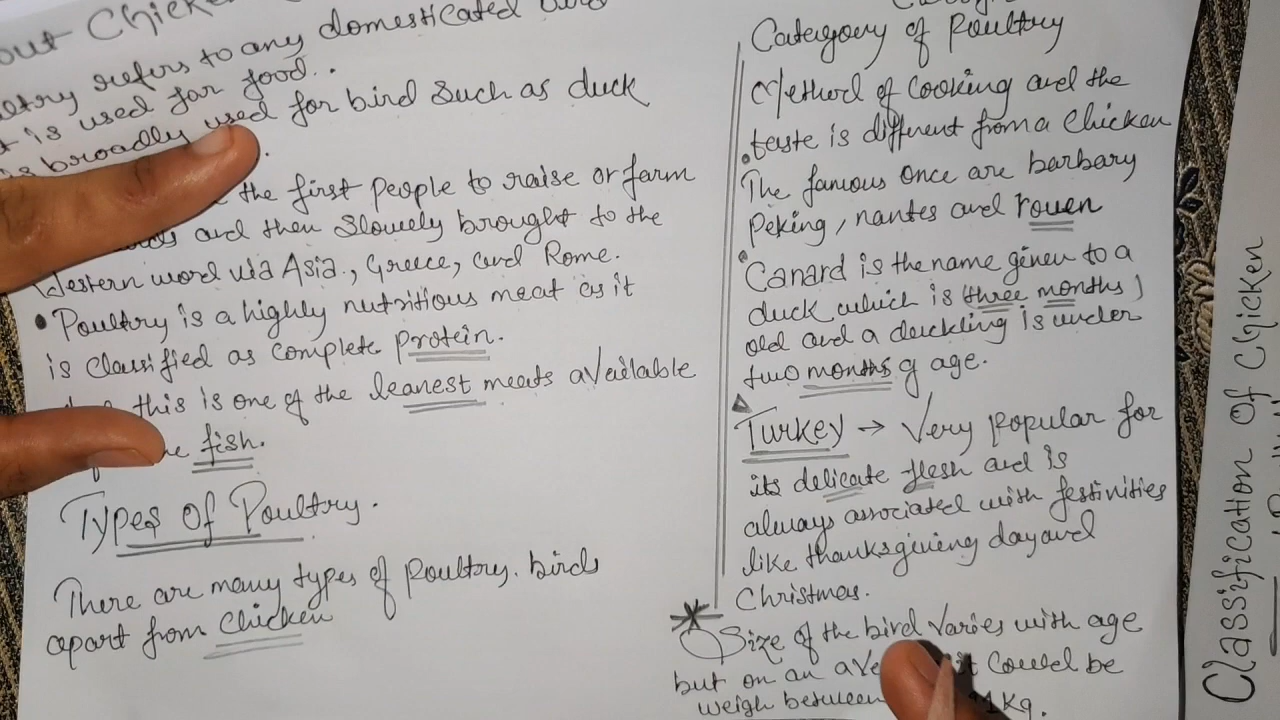 out Chicken
ultry refers to any domesticated bird
t is used for food.
is broadly used for bird such as duck
the first people to raise or farm
and then slowely brought to the
Western word via Asia, Greece, and Rome.
Poultry is a highly nutritious meat as it
is classified as complete protein.
this is one of the leanest meats available
fish.
Types of Poultry.
There are many types of poultry. birds
apart from chicken
Category of Poultry
Method of cooking and the
taste is different from a chicken
The famous once are barbary
Peking, nantes and rouen
Canard is the name given to a
duck which is (three months)
old and a duckling is under
two months of age.
Turkey → Very popular for
its delicate flesh and is
always associated with festivities
like thanksgiving day and
Christmas.
Size of the bird varies with age
but on an it could be
weigh between Kg.
Classification Of Chicken